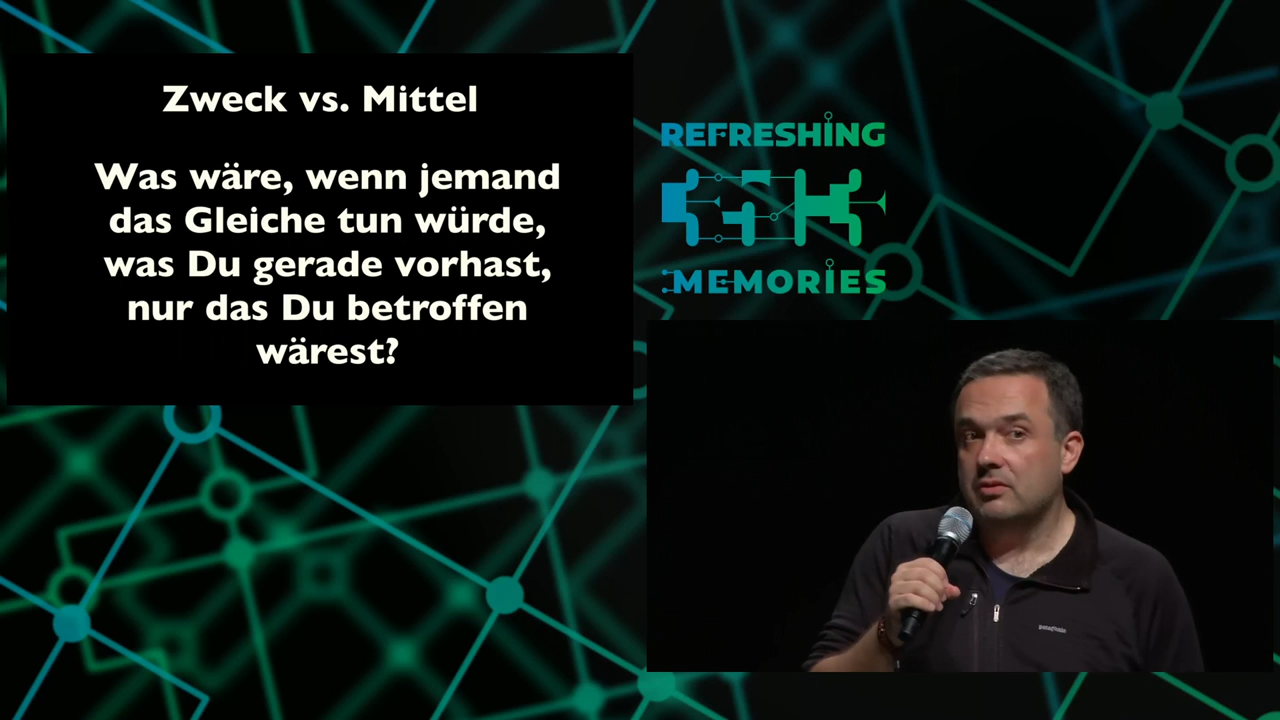 Zweck vs. Mittel
Was wäre, wenn jemand
das Gleiche tun würde,
was Du gerade vorhast,
nur das Du betroffen
wärest?
REFRESHING
MEMORIES
patagonia